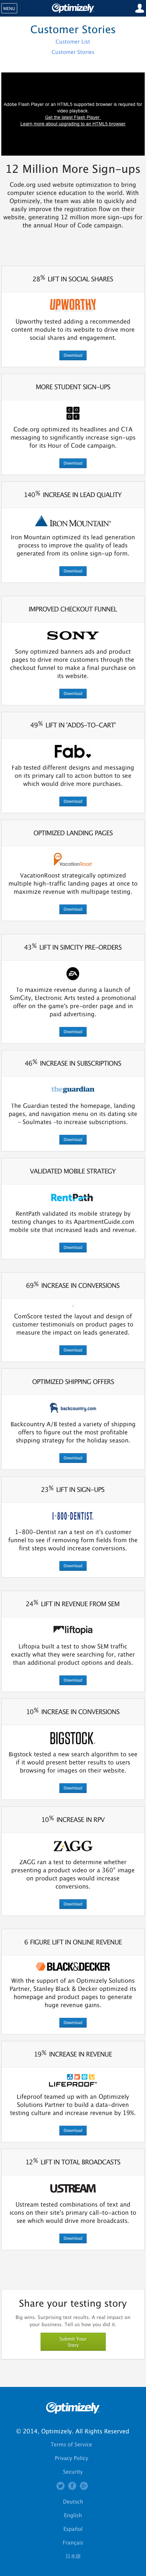 MENU
Optimizely
Customer Stories
Customer List
Customer Stories
Adobe Flash Player or an HTML5 supported browser is required for
video playback.
Get the latest Flash Player
Learn more about upgrading to an HTML5 browser
12 Million More Sign-ups
Code.org used website optimization to bring
computer science education to the world. With
Optimizely, the team was able to quickly and
easily improve the registration flow on their
website, generating 12 million more sign-ups for
the annual Hour of Code campaign.
28% LIFT IN SOCIAL SHARES
UPWORTHY
Upworthy tested adding a recommended
content module to its website to drive more
social shares and engagement.
Download
MORE STUDENT SIGN-UPS
CODE
Code.org optimized its headlines and CTA
messaging to significantly increase sign-ups
for its Hour of Code campaign.
Download
140% INCREASE IN LEAD QUALITY
IRON MOUNTAIN®
Iron Mountain optimized its lead generation
process to improve the quality of leads
generated from its online sign-up form.
Download
IMPROVED CHECKOUT FUNNEL
SONY
Sony optimized banners ads and product
pages to drive more customers through the
checkout funnel to make a final purchase on
its website.
Download
49% LIFT IN "ADDS-TO-CART"
Fab.
Fab tested different designs and messaging
on its primary call to action button to see
which would drive more purchases.
Download
OPTIMIZED LANDING PAGES
VacationRoost
VacationRoost strategically optimized
multiple high-traffic landing pages at once to
maximize revenue with multipage testing.
Download
43% LIFT IN SIMCITY PRE-ORDERS
EA
To maximize revenue during a launch of
SimCity, Electronic Arts tested a promotional
offer on the game's pre-order page and in
paid advertising.
Download
46% INCREASE IN SUBSCRIPTIONS
theguardian
The Guardian tested the homepage, landing
pages, and navigation menu on its dating site
– Soulmates –to increase subscriptions.
Download
VALIDATED MOBILE STRATEGY
RentPath
RentPath validated its mobile strategy by
testing changes to its ApartmentGuide.com
mobile site that increased leads and revenue.
Download
69% INCREASE IN CONVERSIONS
ComScore tested the layout and design of
customer testimonials on product pages to
measure the impact on leads generated.
Download
OPTIMIZED SHIPPING OFFERS
backcountry.com
Backcountry A/B tested a variety of shipping
offers to figure out the most profitable
shipping strategy for the holiday season.
Download
23% LIFT IN SIGN-UPS
1·800·DENTIST.
1-800-Dentist ran a test on it's customer
funnel to see if removing form fields from the
first steps would increase conversions.
Download
24% LIFT IN REVENUE FROM SEM
liftopia
Liftopia built a test to show SEM traffic
exactly what they were searching for, rather
than additional product options and deals.
Download
10% INCREASE IN CONVERSIONS
BIGSTOCK
Bigstock tested a new search algorithm to see
if it would present better results to users
browsing for images on their website.
Download
10% INCREASE IN RPV
ZAGG
ZAGG ran a test to determine whether
presenting a product video or a 360° image
on product pages would increase
conversions.
Download
6 FIGURE LIFT IN ONLINE REVENUE
BLACK&DECKER
With the support of an Optimizely Solutions
Partner, Stanley Black & Decker optimized its
homepage and product pages to generate
huge revenue gains.
Download
19% INCREASE IN REVENUE
LIFEPROOF
Lifeproof teamed up with an Optimizely
Solutions Partner to build a data-driven
testing culture and increase revenue by 19%.
Download
12% LIFT IN TOTAL BROADCASTS
USTREAM
Ustream tested combinations of text and
icons on their site's primary call-to-action to
see which would drive more broadcasts.
Download
Share your testing story
Big wins. Surprising test results. A real impact on
your business. Tell us how you did it.
Submit Your
Story
Optimizely
© 2014, Optimizely. All Rights Reserved
Terms of Service
Privacy Policy
Security
Deutsch
English
Español
Français
日本語